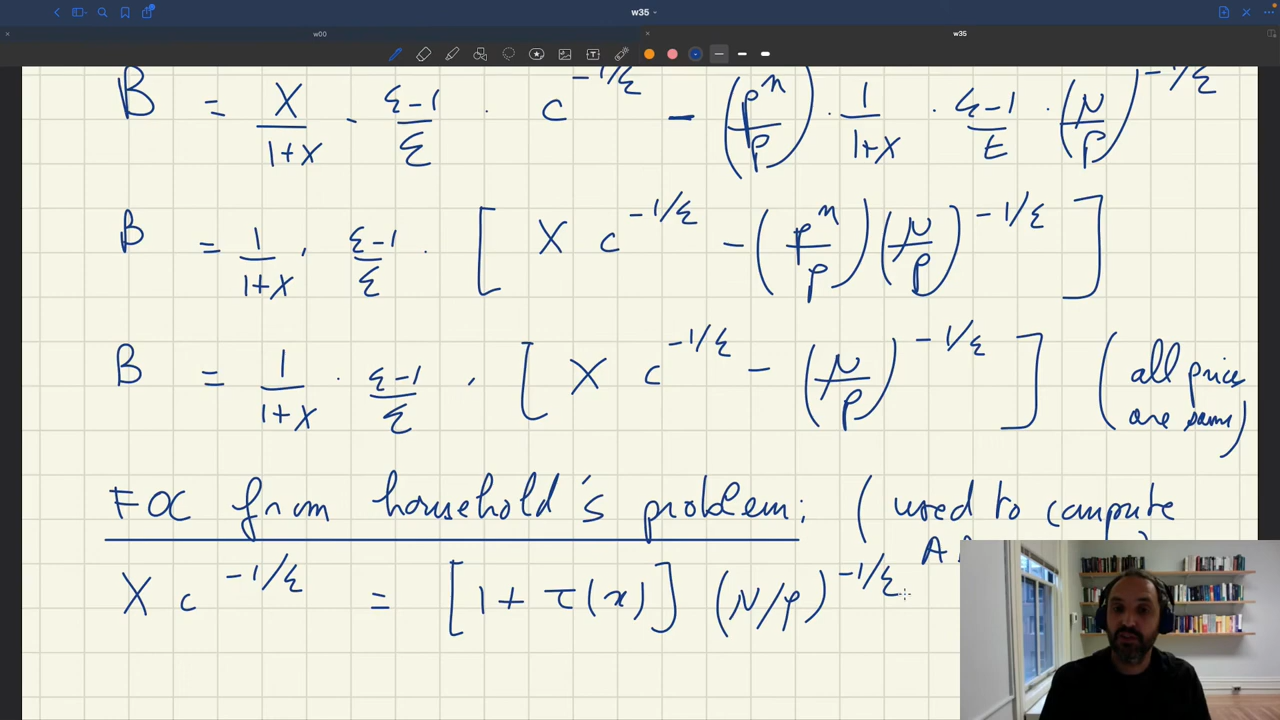 w35
w00
w35
B = X/(1+X) · (ε-1)/ε · c^(-1/ε) - (p^n/p) · 1/(1+X) · (ε-1)/ε · (N/p)^(-1/ε)
B = 1/(1+X) · (ε-1)/ε · [ X c^(-1/ε) - (p^n/p) (N/p)^(-1/ε) ]
B = 1/(1+X) · (ε-1)/ε · [ X c^(-1/ε) - (N/p)^(-1/ε) ] (all prices are same)
FOC from household's problem: (used to compute
X c^(-1/ε) = [1 + τ(x)] (N/p)^(-1/ε)